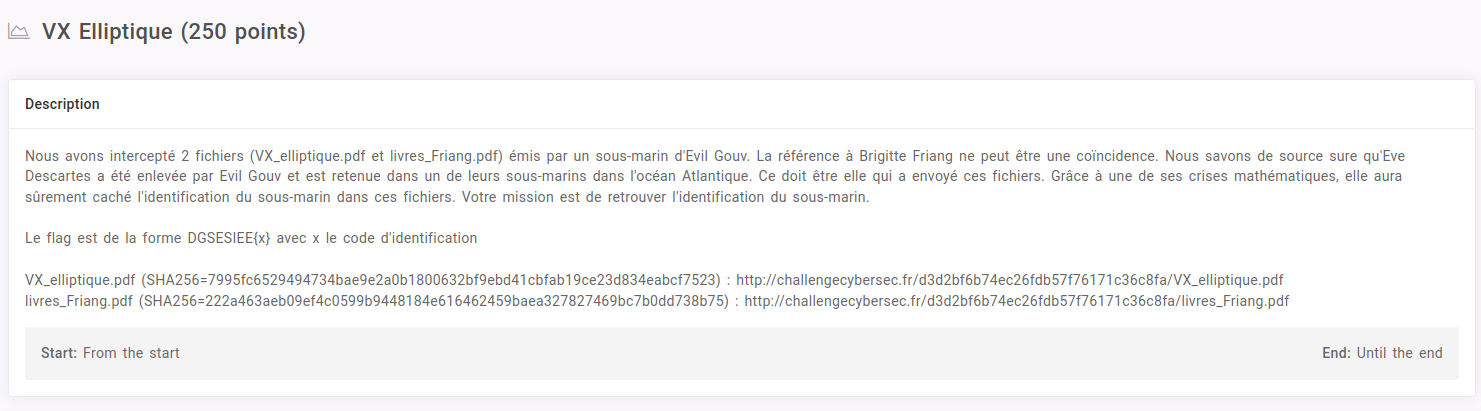 VX Elliptique (250 points)
Description
Nous avons intercepté 2 fichiers (VX_elliptique.pdf et livres_Friang.pdf) émis par un sous-marin d'Evil Gouv. La référence à Brigitte Friang ne peut être une coïncidence. Nous savons de source sure qu'Eve
Descartes a été enlevée par Evil Gouv et est retenue dans un de leurs sous-marins dans l'océan Atlantique. Ce doit être elle qui a envoyé ces fichiers. Grâce à une de ses crises mathématiques, elle aura
sûrement caché l'identification du sous-marin dans ces fichiers. Votre mission est de retrouver l'identification du sous-marin.
Le flag est de la forme DGSESIEE{x} avec x le code d'identification
VX_elliptique.pdf (SHA256=7995fc6529494734bae9e2a0b1800632bf9ebd41cbfab19ce23d834eabcf7523) : http://challengecybersec.fr/d3d2bf6b74ec26fdb57f76171c36c8fa/VX_elliptique.pdf
livres_Friang.pdf (SHA256=222a463aeb09ef4c0599b9448184e616462459baea327827469bc7b0dd738b75) : http://challengecybersec.fr/d3d2bf6b74ec26fdb57f76171c36c8fa/livres_Friang.pdf
Start: From the start End: Until the end